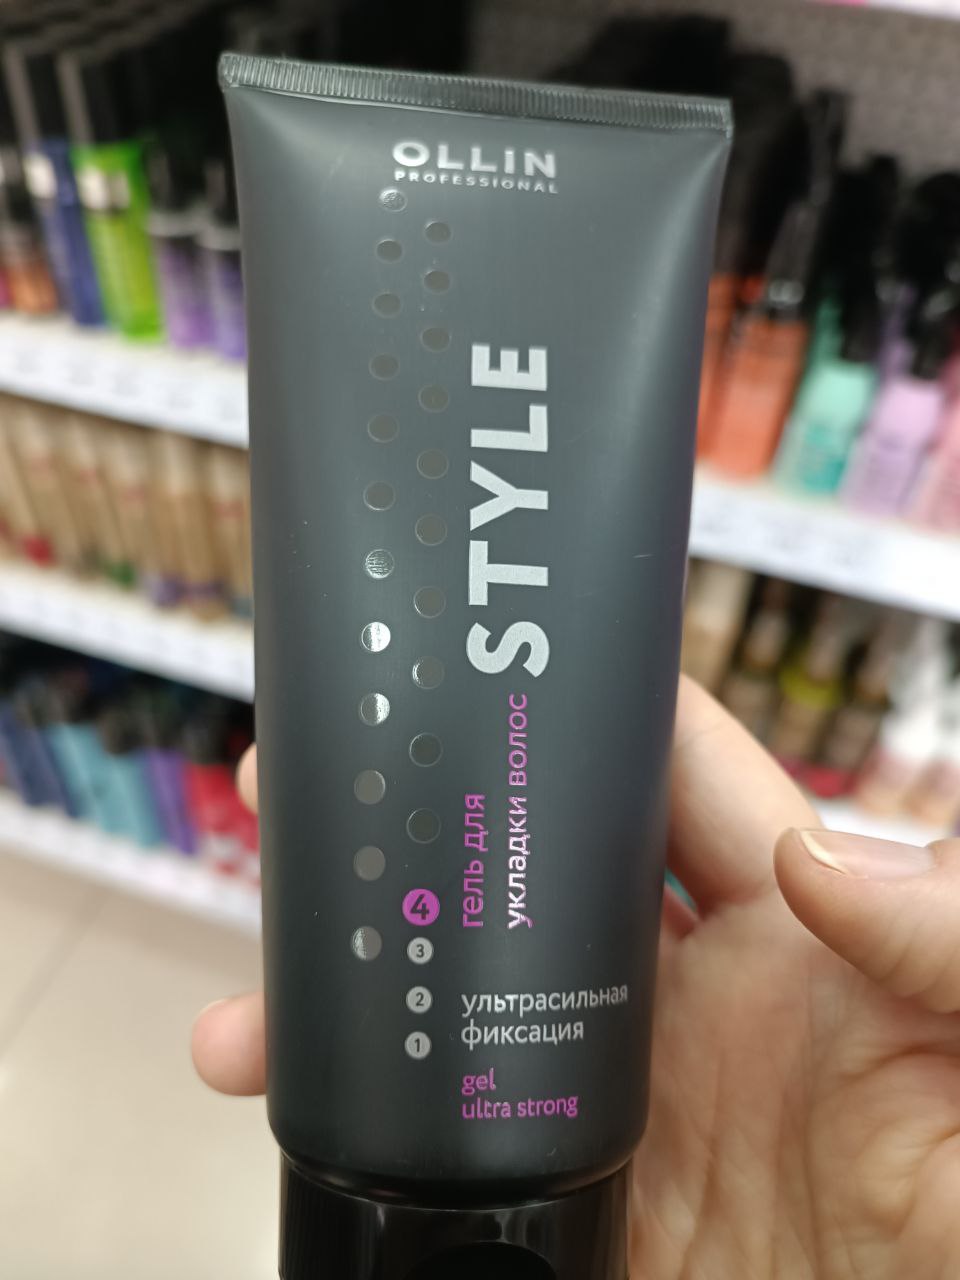 OLLIN
PROFESSIONAL
STYLE
гель для
укладки волос
4
3
2
1
ультрасильная
фиксация
gel
ultra strong